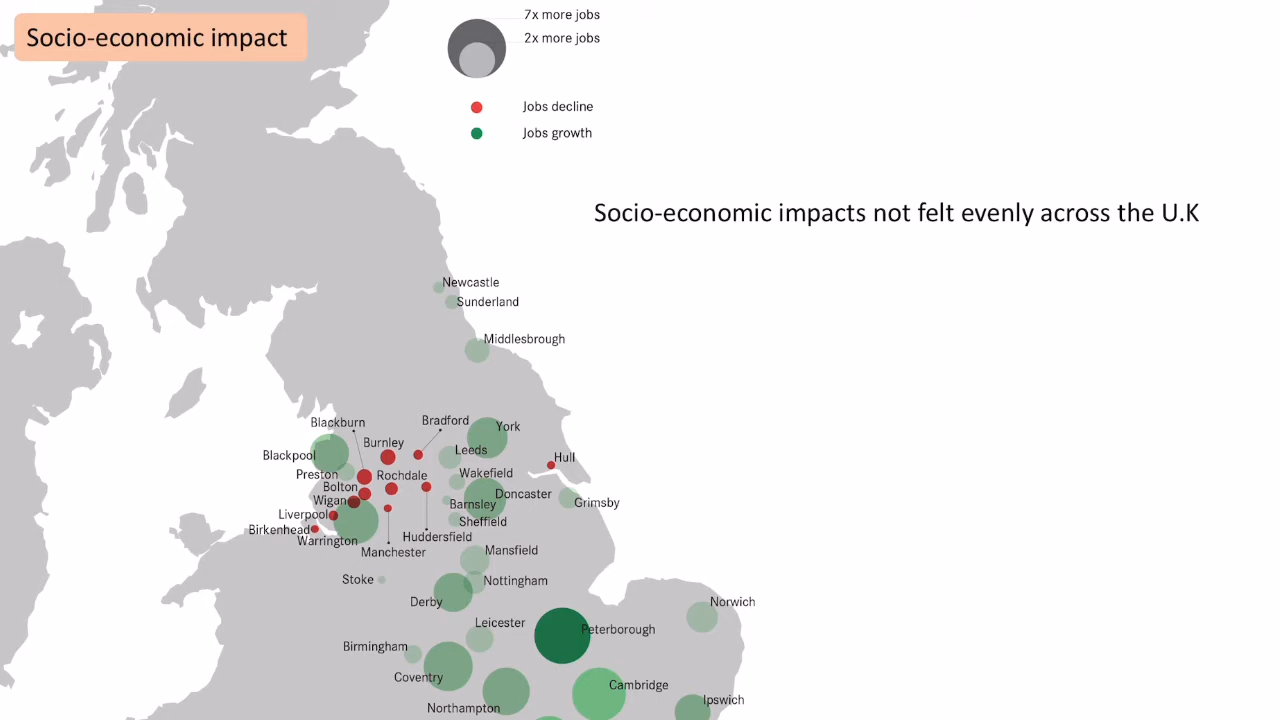 Socio-economic impact
7x more jobs
2x more jobs
Jobs decline
Jobs growth
Socio-economic impacts not felt evenly across the U.K
Newcastle
Sunderland
Middlesbrough
Blackburn
Bradford
York
Burnley
Blackpool
Leeds
Hull
Preston
Rochdale
Wakefield
Bolton
Doncaster
Wigan
Barnsley
Grimsby
Liverpool
Sheffield
Birkenhead
Warrington
Huddersfield
Manchester
Mansfield
Stoke
Nottingham
Derby
Norwich
Leicester
Peterborough
Birmingham
Coventry
Cambridge
Ipswich
Northampton